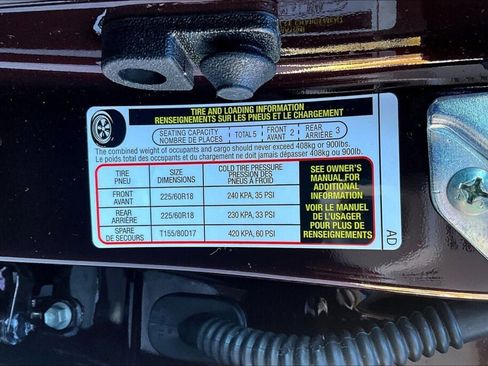 TIRE AND LOADING INFORMATION
RENSEIGNEMENTS SUR LES PNEUS ET LE CHARGEMENT
SEATING CAPACITY NOMBRE DE PLACES TOTAL 5 FRONT AVANT 2 REAR ARRIÈRE 3
The combined weight of occupants and cargo should never exceed 408kg or 900lbs.
Le poids total des occupants et du chargement ne doit jamais dépasser 408kg ou 900lb.
TIRE PNEU SIZE DIMENSIONS COLD TIRE PRESSURE PRESSION DES PNEUS À FROID
FRONT AVANT 225/60R18 240 KPA, 35 PSI
REAR ARRIÈRE 225/60R18 230 KPA, 33 PSI
SPARE DE SECOURS T155/80D17 420 KPA, 60 PSI
SEE OWNER'S
MANUAL FOR
ADDITIONAL
INFORMATION
VOIR LE MANUEL
DE L'USAGER
POUR PLUS DE
RENSEIGNEMENTS
AD